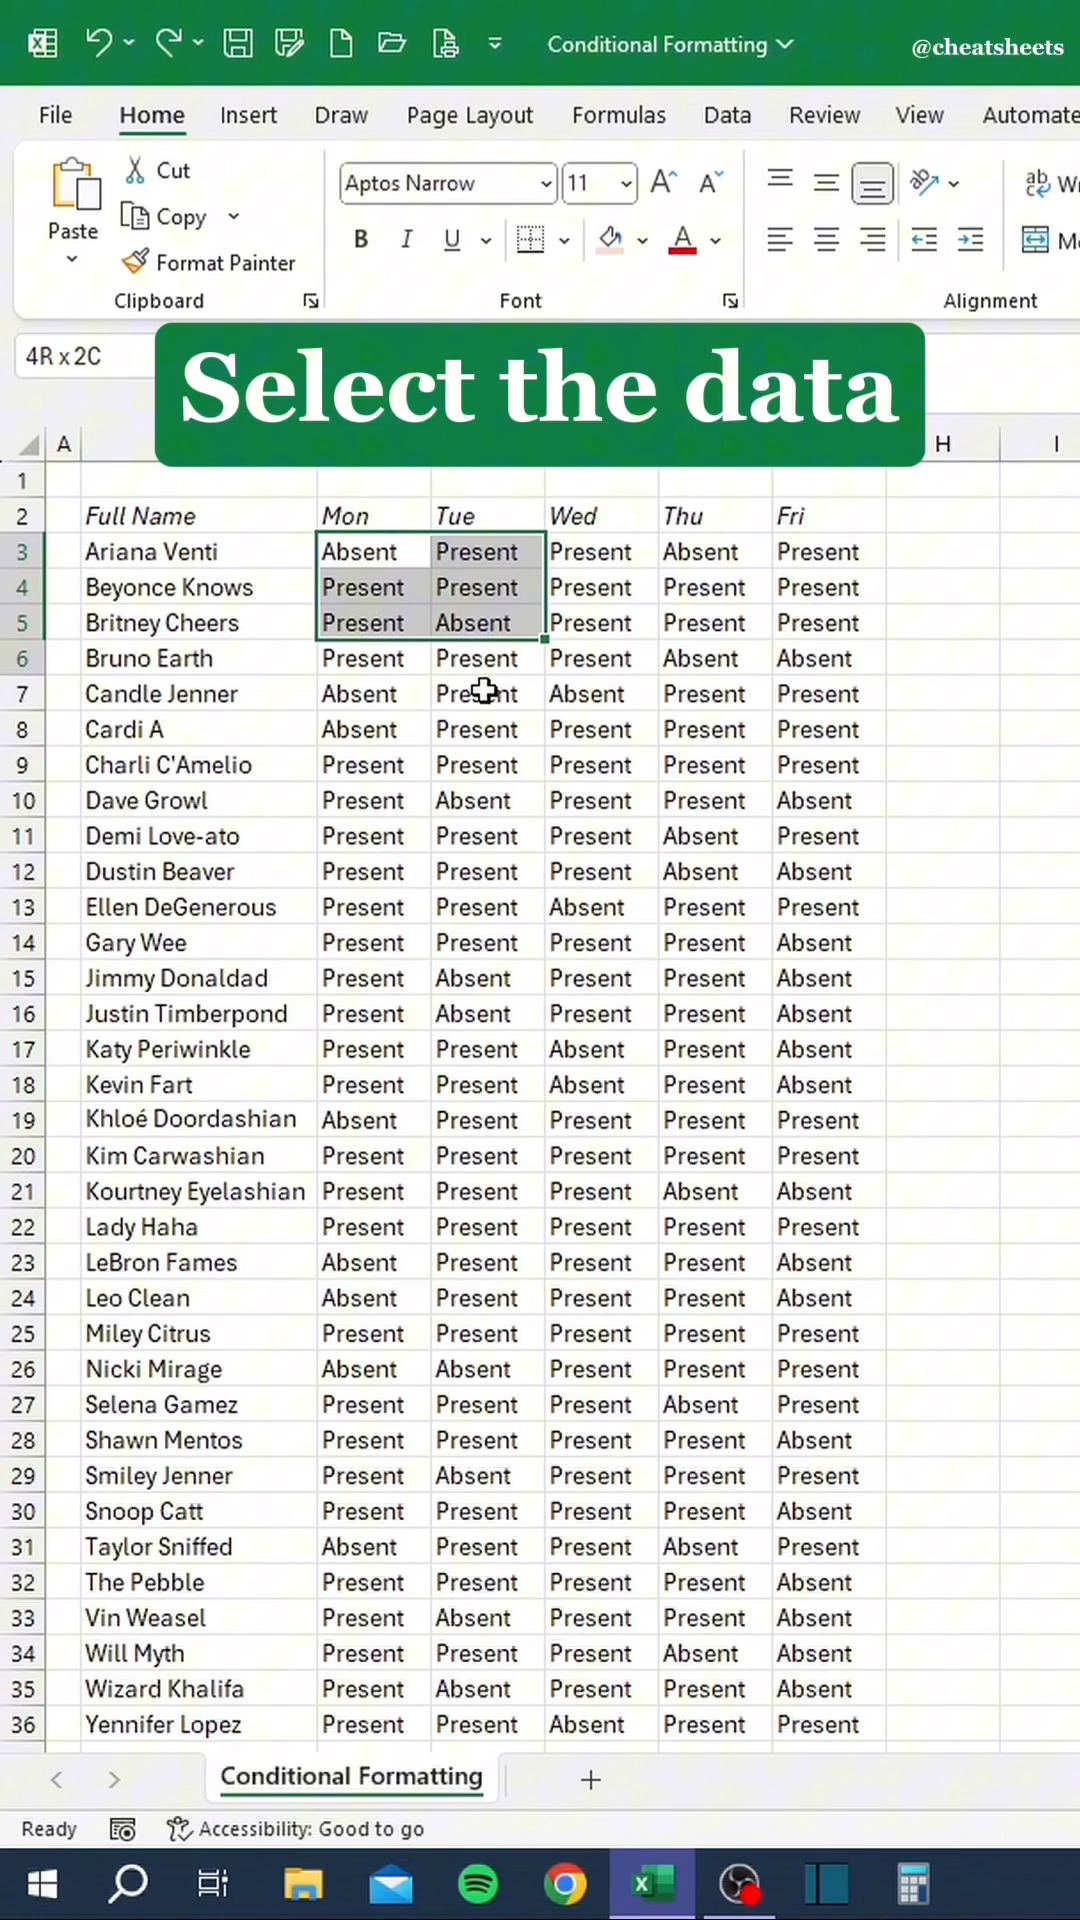 Conditional Formatting
@cheatsheets
File Home Insert Draw Page Layout Formulas Data Review View Automate
Paste
Cut
Copy
Format Painter
Clipboard
Aptos Narrow 11
B I U A
Font
ab
Alignment
4R x 2C
Select the data
A H I
1
2 Full Name Mon Tue Wed Thu Fri
3 Ariana Venti Absent Present Present Absent Present
4 Beyonce Knows Present Present Present Present Present
5 Britney Cheers Present Absent Present Present Present
6 Bruno Earth Present Present Present Absent Absent
7 Candle Jenner Absent Present Absent Present Present
8 Cardi A Absent Present Present Present Present
9 Charli C'Amelio Present Present Present Present Present
10 Dave Growl Present Absent Present Present Absent
11 Demi Love-ato Present Present Present Absent Present
12 Dustin Beaver Present Present Present Absent Absent
13 Ellen DeGenerous Present Present Absent Present Present
14 Gary Wee Present Present Present Present Absent
15 Jimmy Donaldad Present Absent Present Present Absent
16 Justin Timberpond Present Absent Present Present Absent
17 Katy Periwinkle Present Present Absent Present Absent
18 Kevin Fart Present Present Absent Present Absent
19 Khloé Doordashian Absent Present Present Present Present
20 Kim Carwashian Present Present Present Present Present
21 Kourtney Eyelashian Present Present Present Absent Absent
22 Lady Haha Present Present Present Present Present
23 LeBron Fames Absent Present Present Present Absent
24 Leo Clean Absent Present Present Present Absent
25 Miley Citrus Present Present Present Present Present
26 Nicki Mirage Absent Absent Present Present Present
27 Selena Gamez Present Present Present Absent Present
28 Shawn Mentos Present Present Present Present Absent
29 Smiley Jenner Present Absent Present Present Absent
30 Snoop Catt Present Present Present Present Absent
31 Taylor Sniffed Absent Present Present Absent Present
32 The Pebble Present Present Present Present Absent
33 Vin Weasel Present Absent Present Present Absent
34 Will Myth Present Present Present Absent Absent
35 Wizard Khalifa Present Absent Present Present Absent
36 Yennifer Lopez Present Present Absent Present Present
Conditional Formatting
Ready Accessibility: Good to go